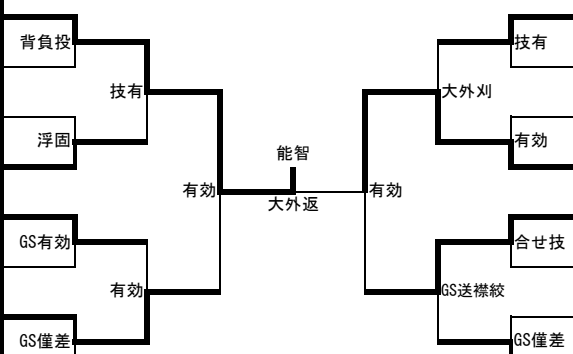 背負投
技有
技有
大外刈
浮固
有効
能智
有効
大外返
有効
GS有効
合せ技
有効
GS送襟絞
GS僅差
GS僅差